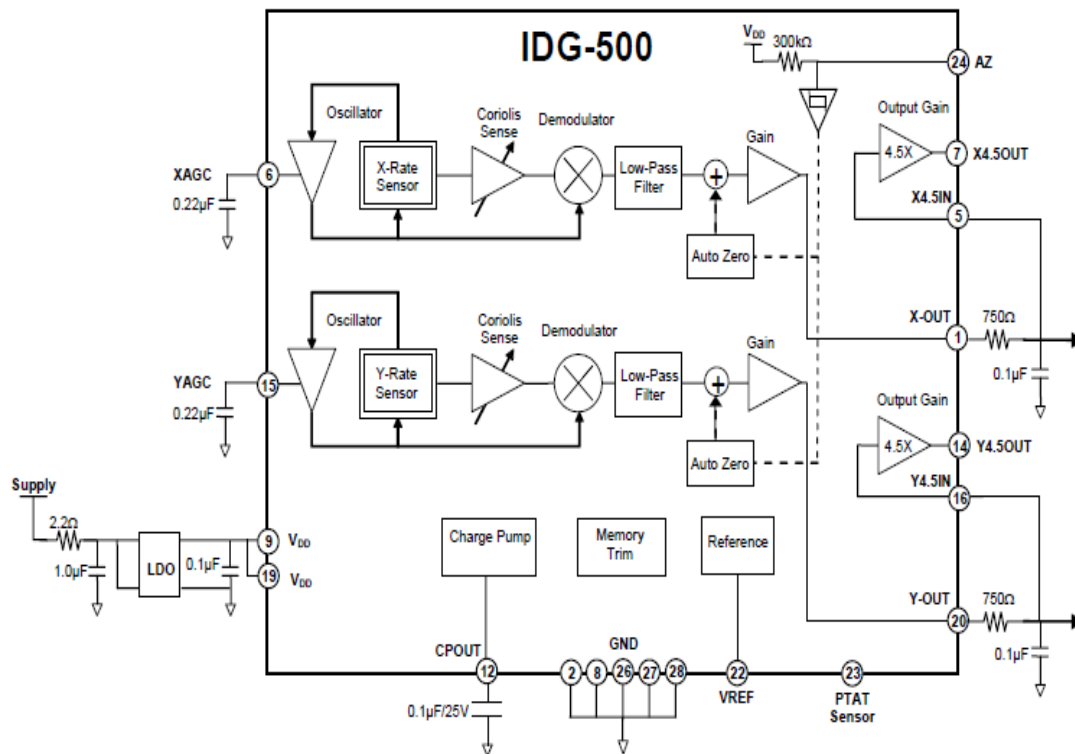 IDG-500
VDD
300kΩ
24
AZ
Oscillator
Coriolis
Sense
Demodulator
Output Gain
Gain
XAGC
6
0.22µF
X-Rate
Sensor
Low-Pass
Filter
+
4.5X
7
X4.5OUT
X4.5IN
5
Auto Zero
X-OUT
1
750Ω
0.1µF
Oscillator
Coriolis
Sense
Demodulator
Gain
YAGC
15
0.22µF
Y-Rate
Sensor
Low-Pass
Filter
+
Output Gain
4.5X
14
Y4.5OUT
Auto Zero
Y4.5IN
16
Supply
2.2Ω
1.0µF
LDO
0.1µF
9
VDD
19
VDD
Charge Pump
Memory
Trim
Reference
Y-OUT
20
750Ω
0.1µF
CPOUT
12
0.1µF/25V
GND
2
8
26
27
28
22
VREF
23
PTAT
Sensor